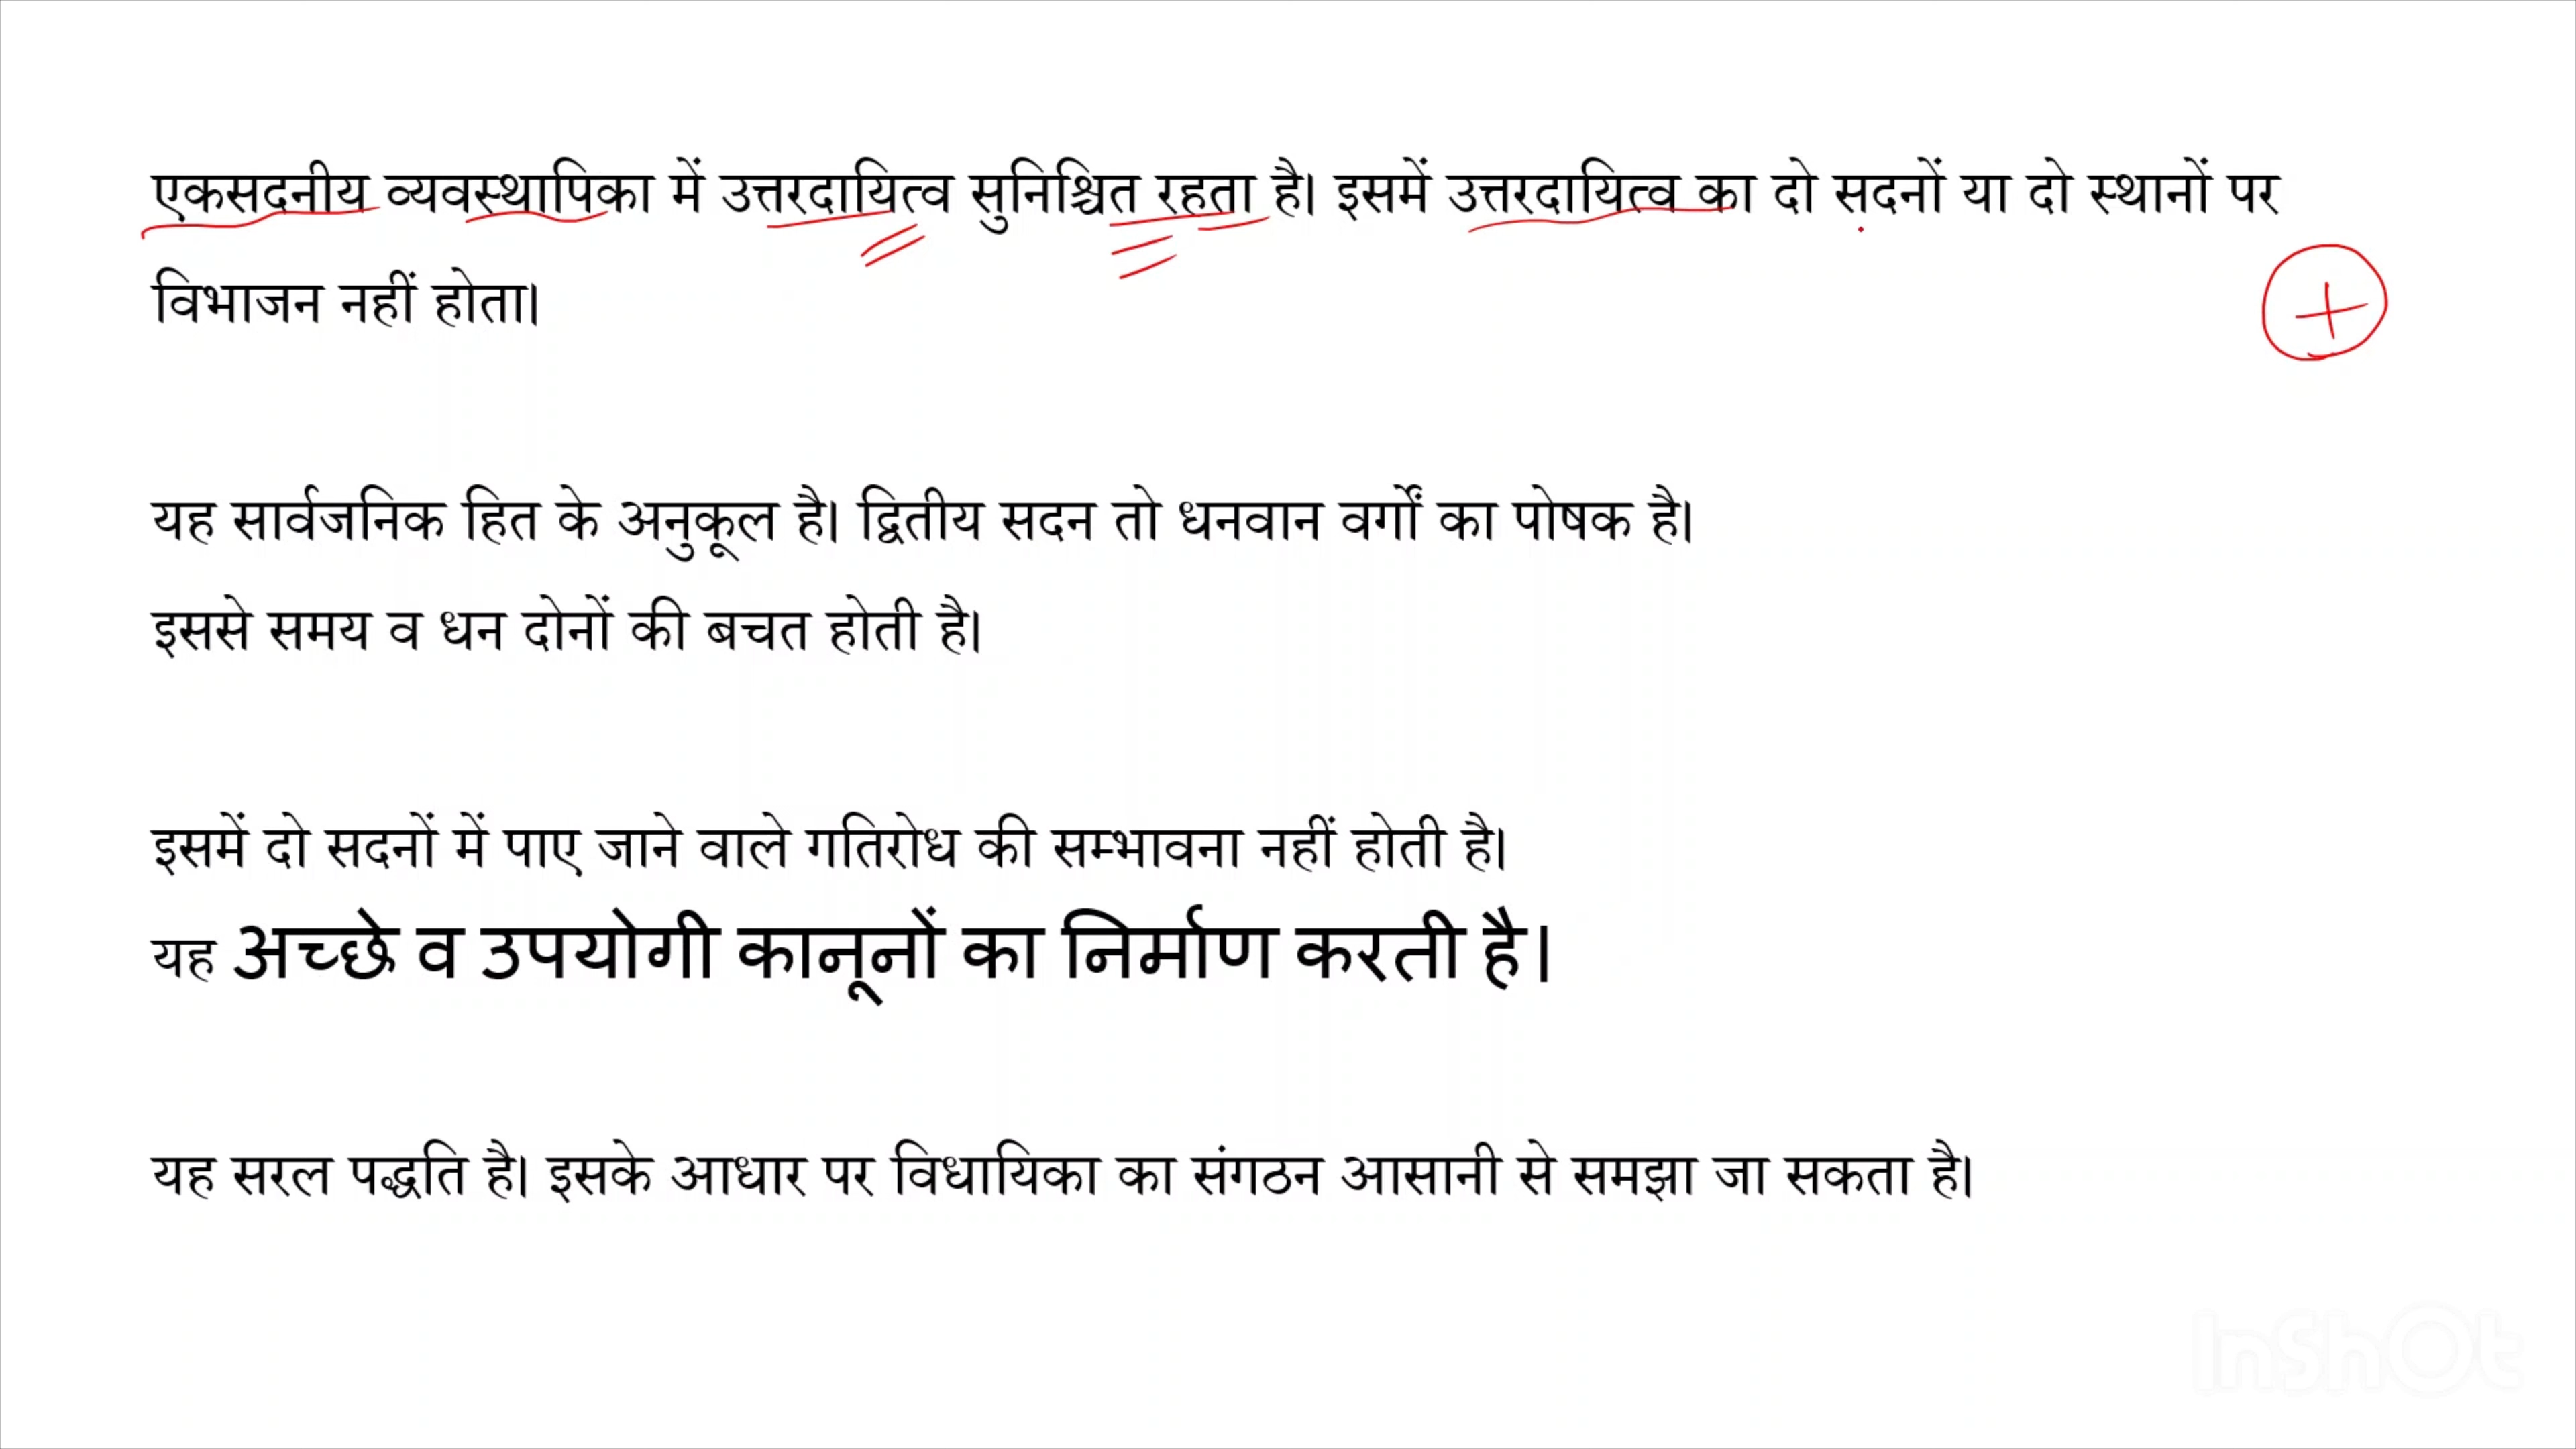 एकसदनीय व्यवस्थापिका में उत्तरदायित्व सुनिश्चित रहता है। इसमें उत्तरदायित्व का दो सदनों या दो स्थानों पर
विभाजन नहीं होता।
+
यह सार्वजनिक हित के अनुकूल है। द्वितीय सदन तो धनवान वर्गों का पोषक है।
इससे समय व धन दोनों की बचत होती है।
इसमें दो सदनों में पाए जाने वाले गतिरोध की सम्भावना नहीं होती है।
यह अच्छे व उपयोगी कानूनों का निर्माण करती है।
यह सरल पद्धति है। इसके आधार पर विधायिका का संगठन आसानी से समझा जा सकता है।
InShOt